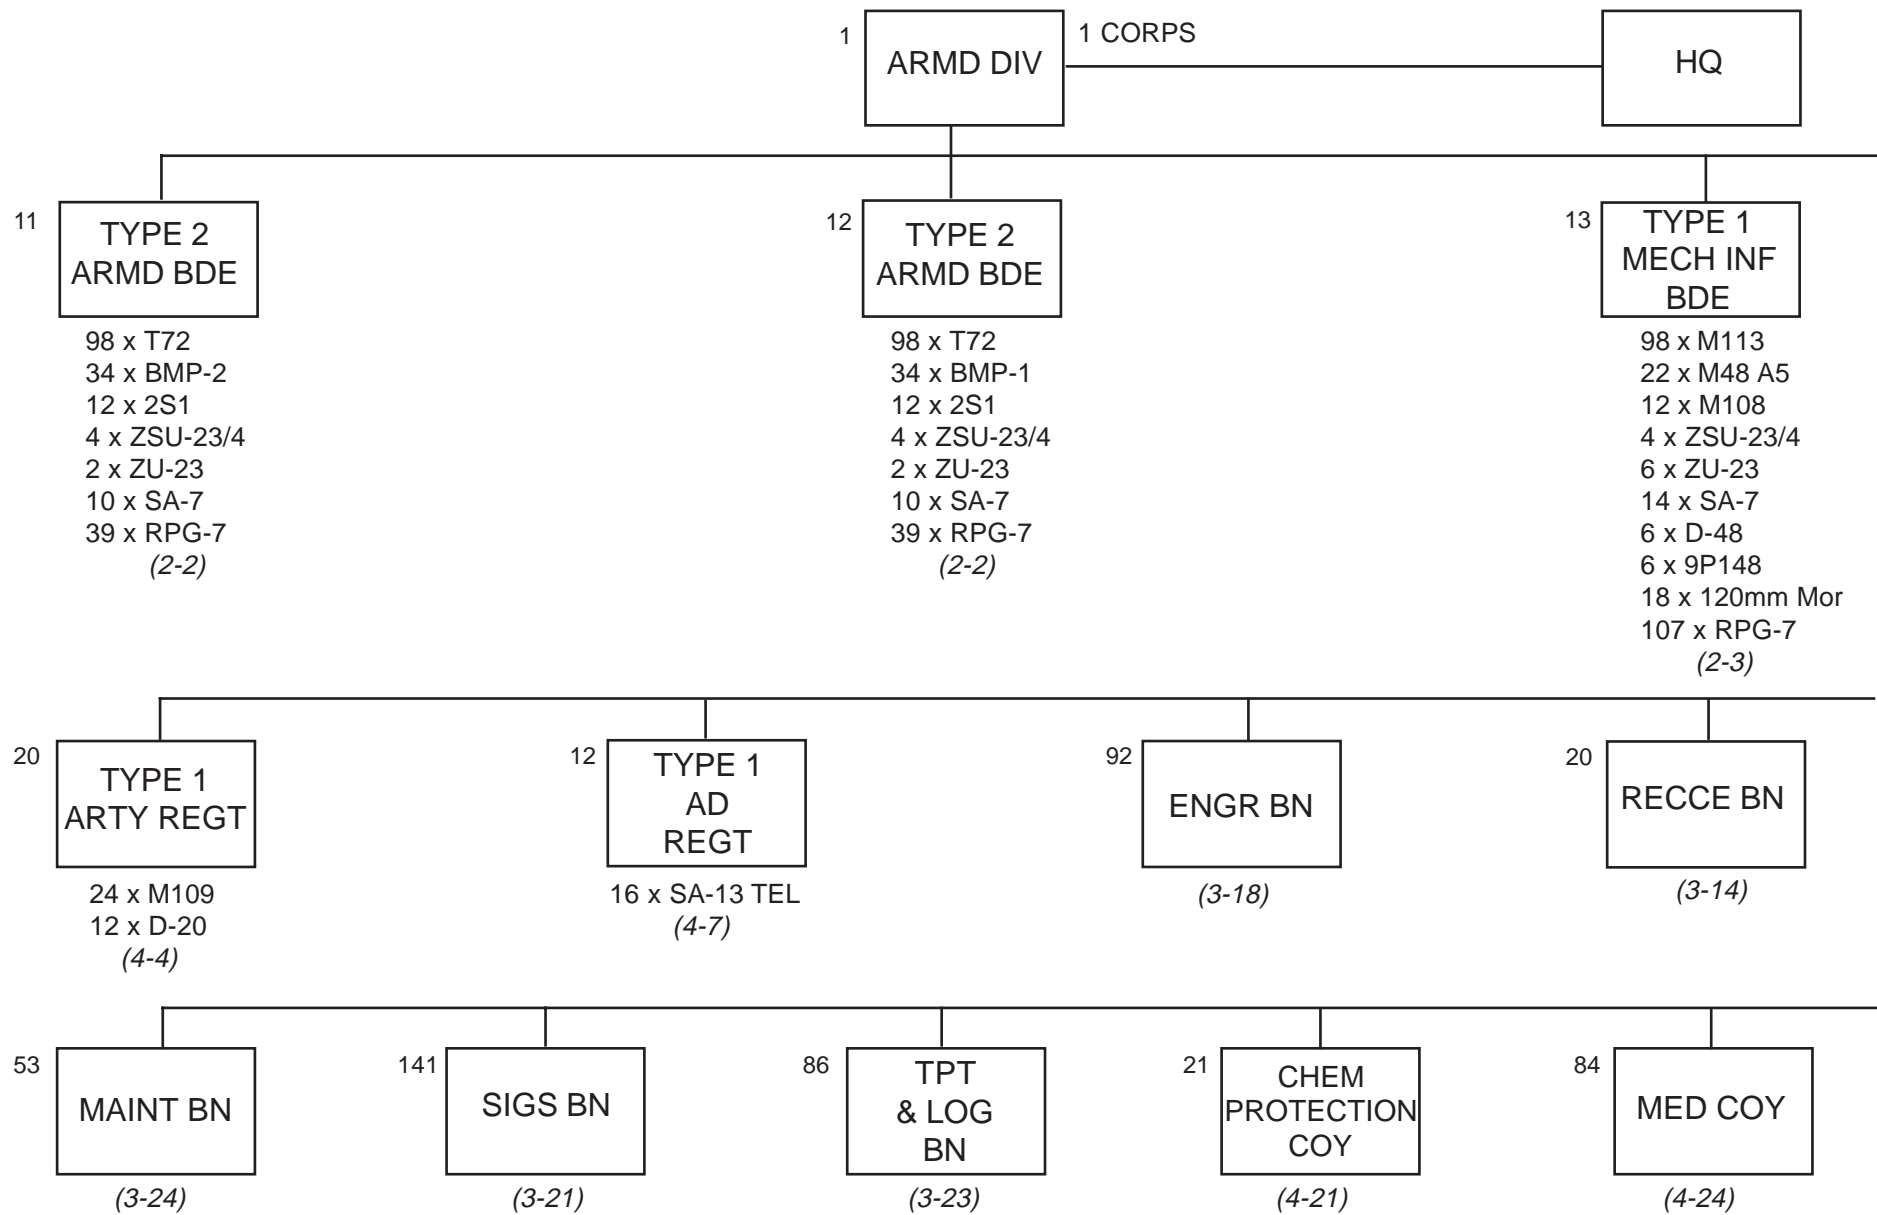 1
ARMD DIV
1 CORPS
HQ
11
TYPE 2
ARMD BDE
98 x T72
34 x BMP-2
12 x 2S1
4 x ZSU-23/4
2 x ZU-23
10 x SA-7
39 x RPG-7
(2-2)
12
TYPE 2
ARMD BDE
98 x T72
34 x BMP-1
12 x 2S1
4 x ZSU-23/4
2 x ZU-23
10 x SA-7
39 x RPG-7
(2-2)
13
TYPE 1
MECH INF
BDE
98 x M113
22 x M48 A5
12 x M108
4 x ZSU-23/4
6 x ZU-23
14 x SA-7
6 x D-48
6 x 9P148
18 x 120mm Mor
107 x RPG-7
(2-3)
20
TYPE 1
ARTY REGT
24 x M109
12 x D-20
(4-4)
12
TYPE 1
AD
REGT
16 x SA-13 TEL
(4-7)
92
ENGR BN
(3-18)
20
RECCE BN
(3-14)
53
MAINT BN
(3-24)
141
SIGS BN
(3-21)
86
TPT
& LOG
BN
(3-23)
21
CHEM
PROTECTION
COY
(4-21)
84
MED COY
(4-24)